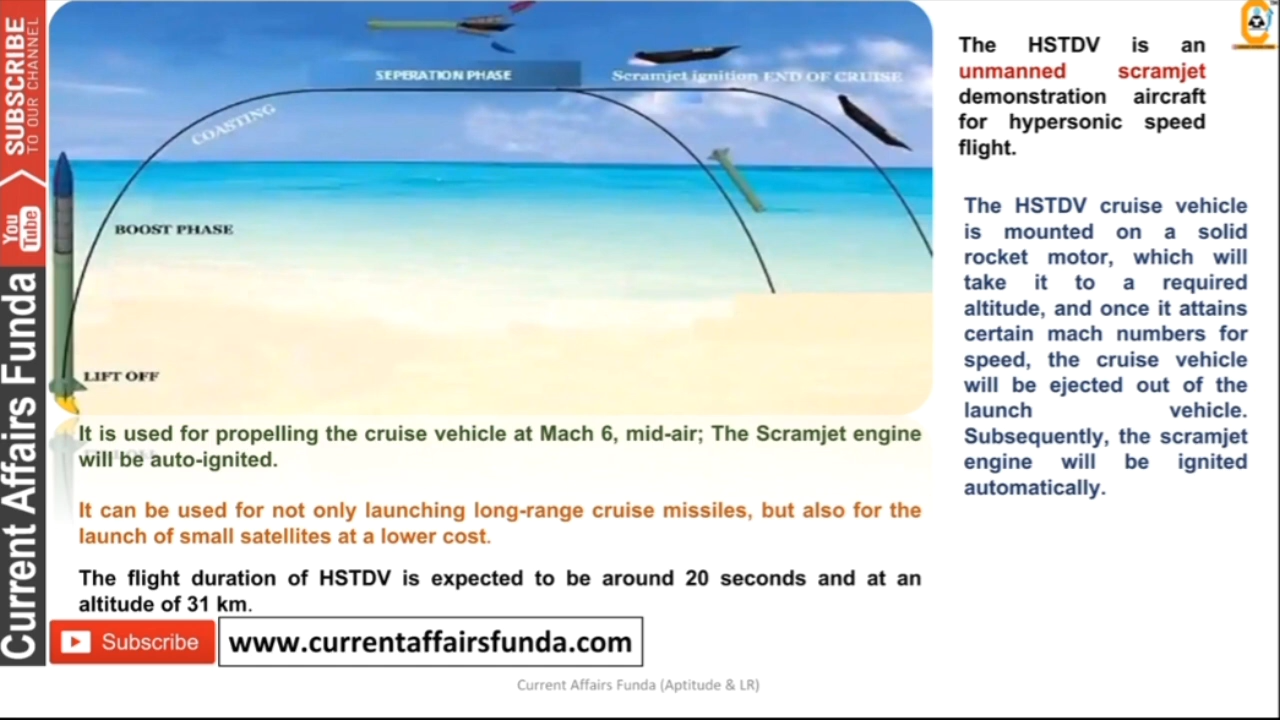 SUBSCRIBE
TO OUR CHANNEL
You
Tube
Current Affairs Funda
SEPERATION PHASE
Scramjet ignition END OF CRUISE
COASTING
BOOST PHASE
LIFT OFF
The HSTDV is an
unmanned scramjet
demonstration aircraft
for hypersonic speed
flight.
The HSTDV cruise vehicle
is mounted on a solid
rocket motor, which will
take it to a required
altitude, and once it attains
certain mach numbers for
speed, the cruise vehicle
will be ejected out of the
launch vehicle.
Subsequently, the scramjet
engine will be ignited
automatically.
It is used for propelling the cruise vehicle at Mach 6, mid-air; The Scramjet engine
will be auto-ignited.
It can be used for not only launching long-range cruise missiles, but also for the
launch of small satellites at a lower cost.
The flight duration of HSTDV is expected to be around 20 seconds and at an
altitude of 31 km.
Subscribe
www.currentaffairsfunda.com
Current Affairs Funda (Aptitude & LR)